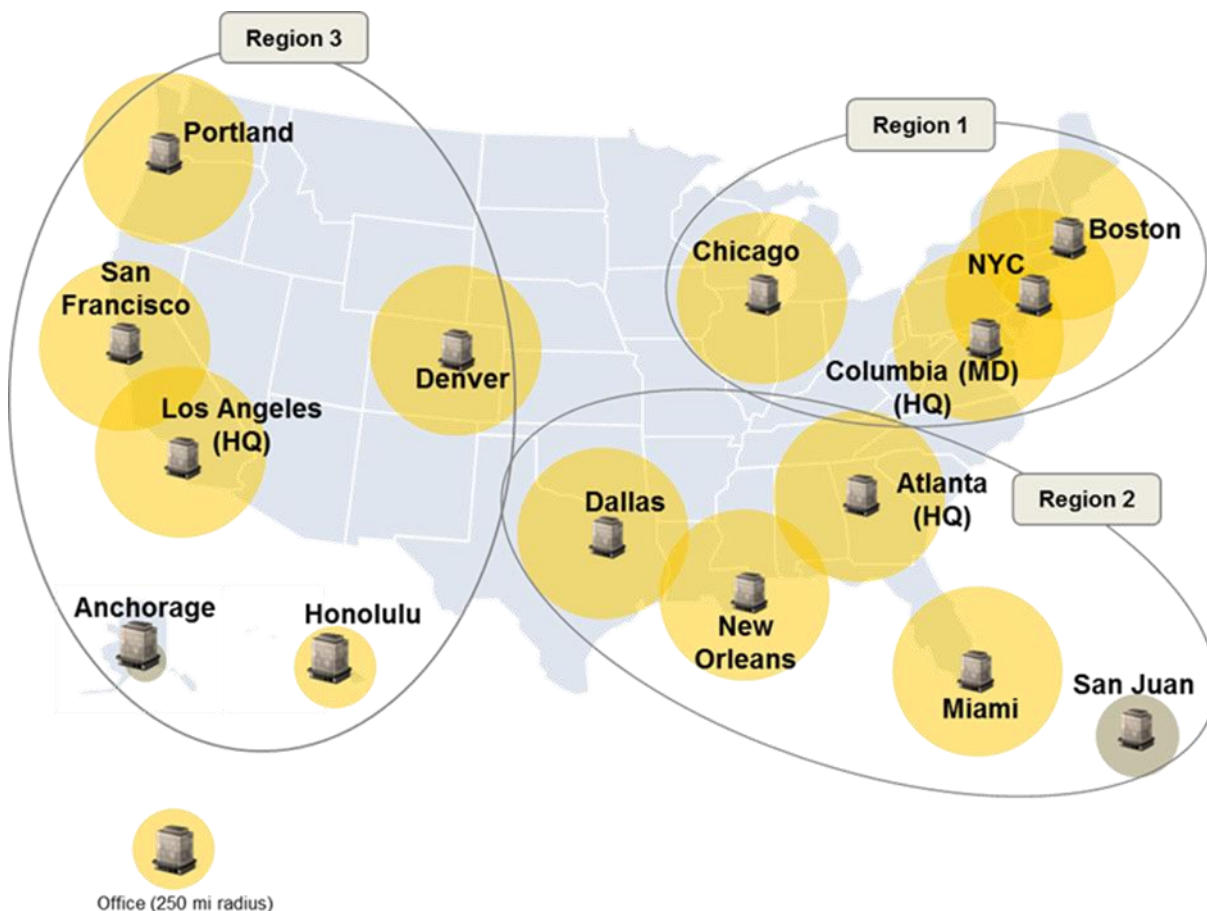 Region 3
Portland
Region 1
Boston
Chicago
NYC
San
Francisco
Denver
Columbia (MD)
(HQ)
Los Angeles
(HQ)
Dallas
Atlanta
(HQ)
Region 2
Anchorage
Honolulu
New
Orleans
Miami
San Juan
Office (250 mi radius)